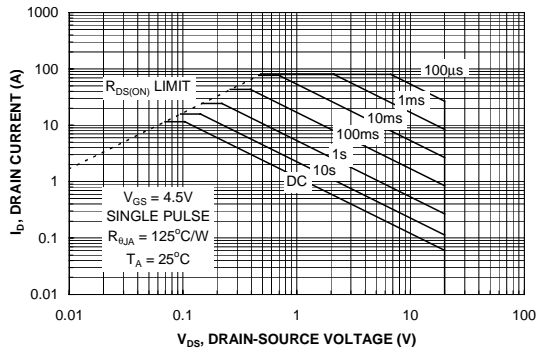 1000
100
10
1
0.1
0.01
I_D, DRAIN CURRENT (A)
R_DS(ON) LIMIT
100µs
1ms
10ms
100ms
1s
10s
DC
V_GS = 4.5V
SINGLE PULSE
R_θJA = 125°C/W
T_A = 25°C
0.01
0.1
1
10
100
V_DS, DRAIN-SOURCE VOLTAGE (V)